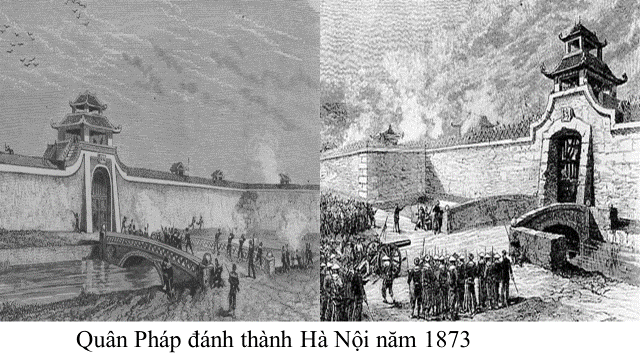 Quân Pháp đánh thành Hà Nội năm 1873